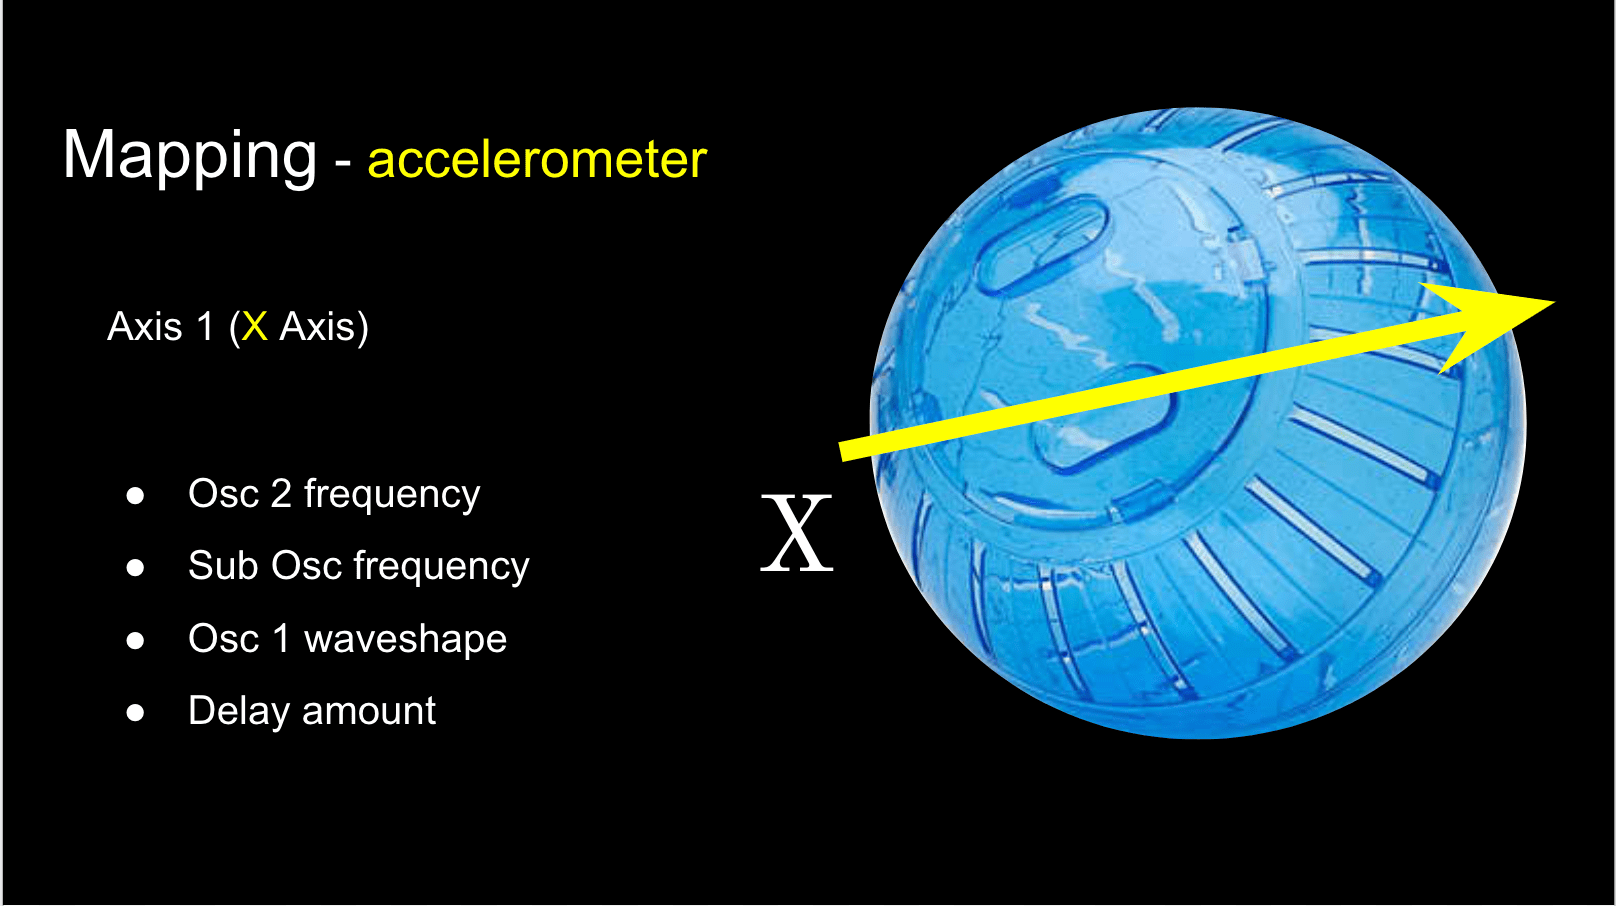 Mapping - accelerometer
Axis 1 (X Axis)
● Osc 2 frequency
● Sub Osc frequency
● Osc 1 waveshape
● Delay amount
X